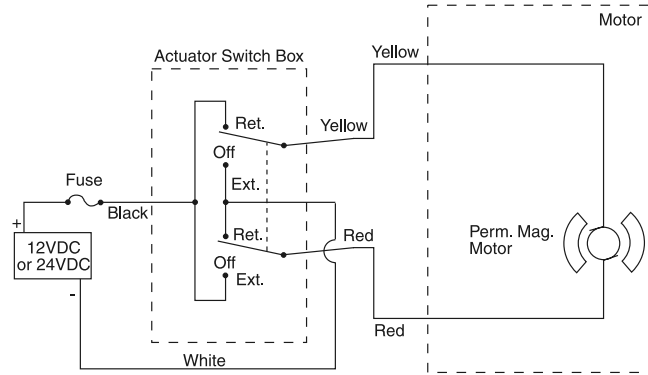 Motor
Actuator Switch Box
Yellow
Ret.
Yellow
Off
Fuse
Ext.
Black
+
12VDC
or 24VDC
-
Ret.
Red
Off
Ext.
Perm. Mag.
Motor
Red
White